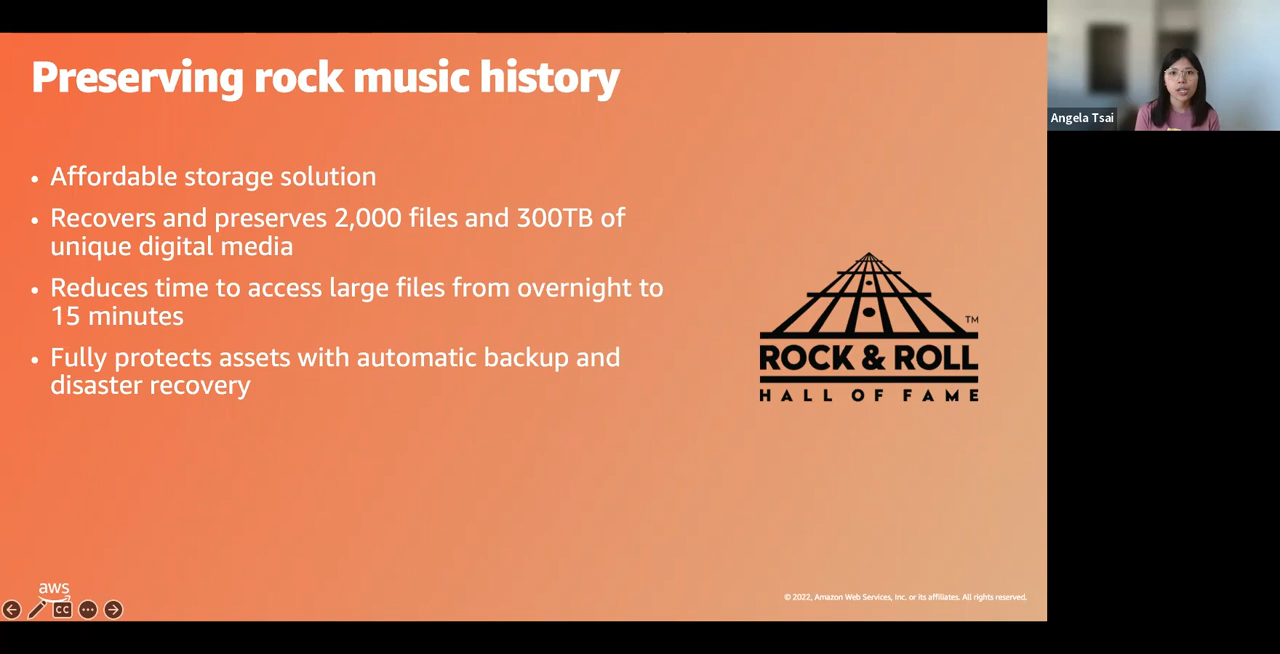 Preserving rock music history
Angela Tsai
• Affordable storage solution
• Recovers and preserves 2,000 files and 300TB of
unique digital media
• Reduces time to access large files from overnight to
15 minutes
• Fully protects assets with automatic backup and
disaster recovery
TM
ROCK & ROLL
HALL OF FAME
aws
CC
© 2022, Amazon Web Services, Inc. or its affiliates. All rights reserved.